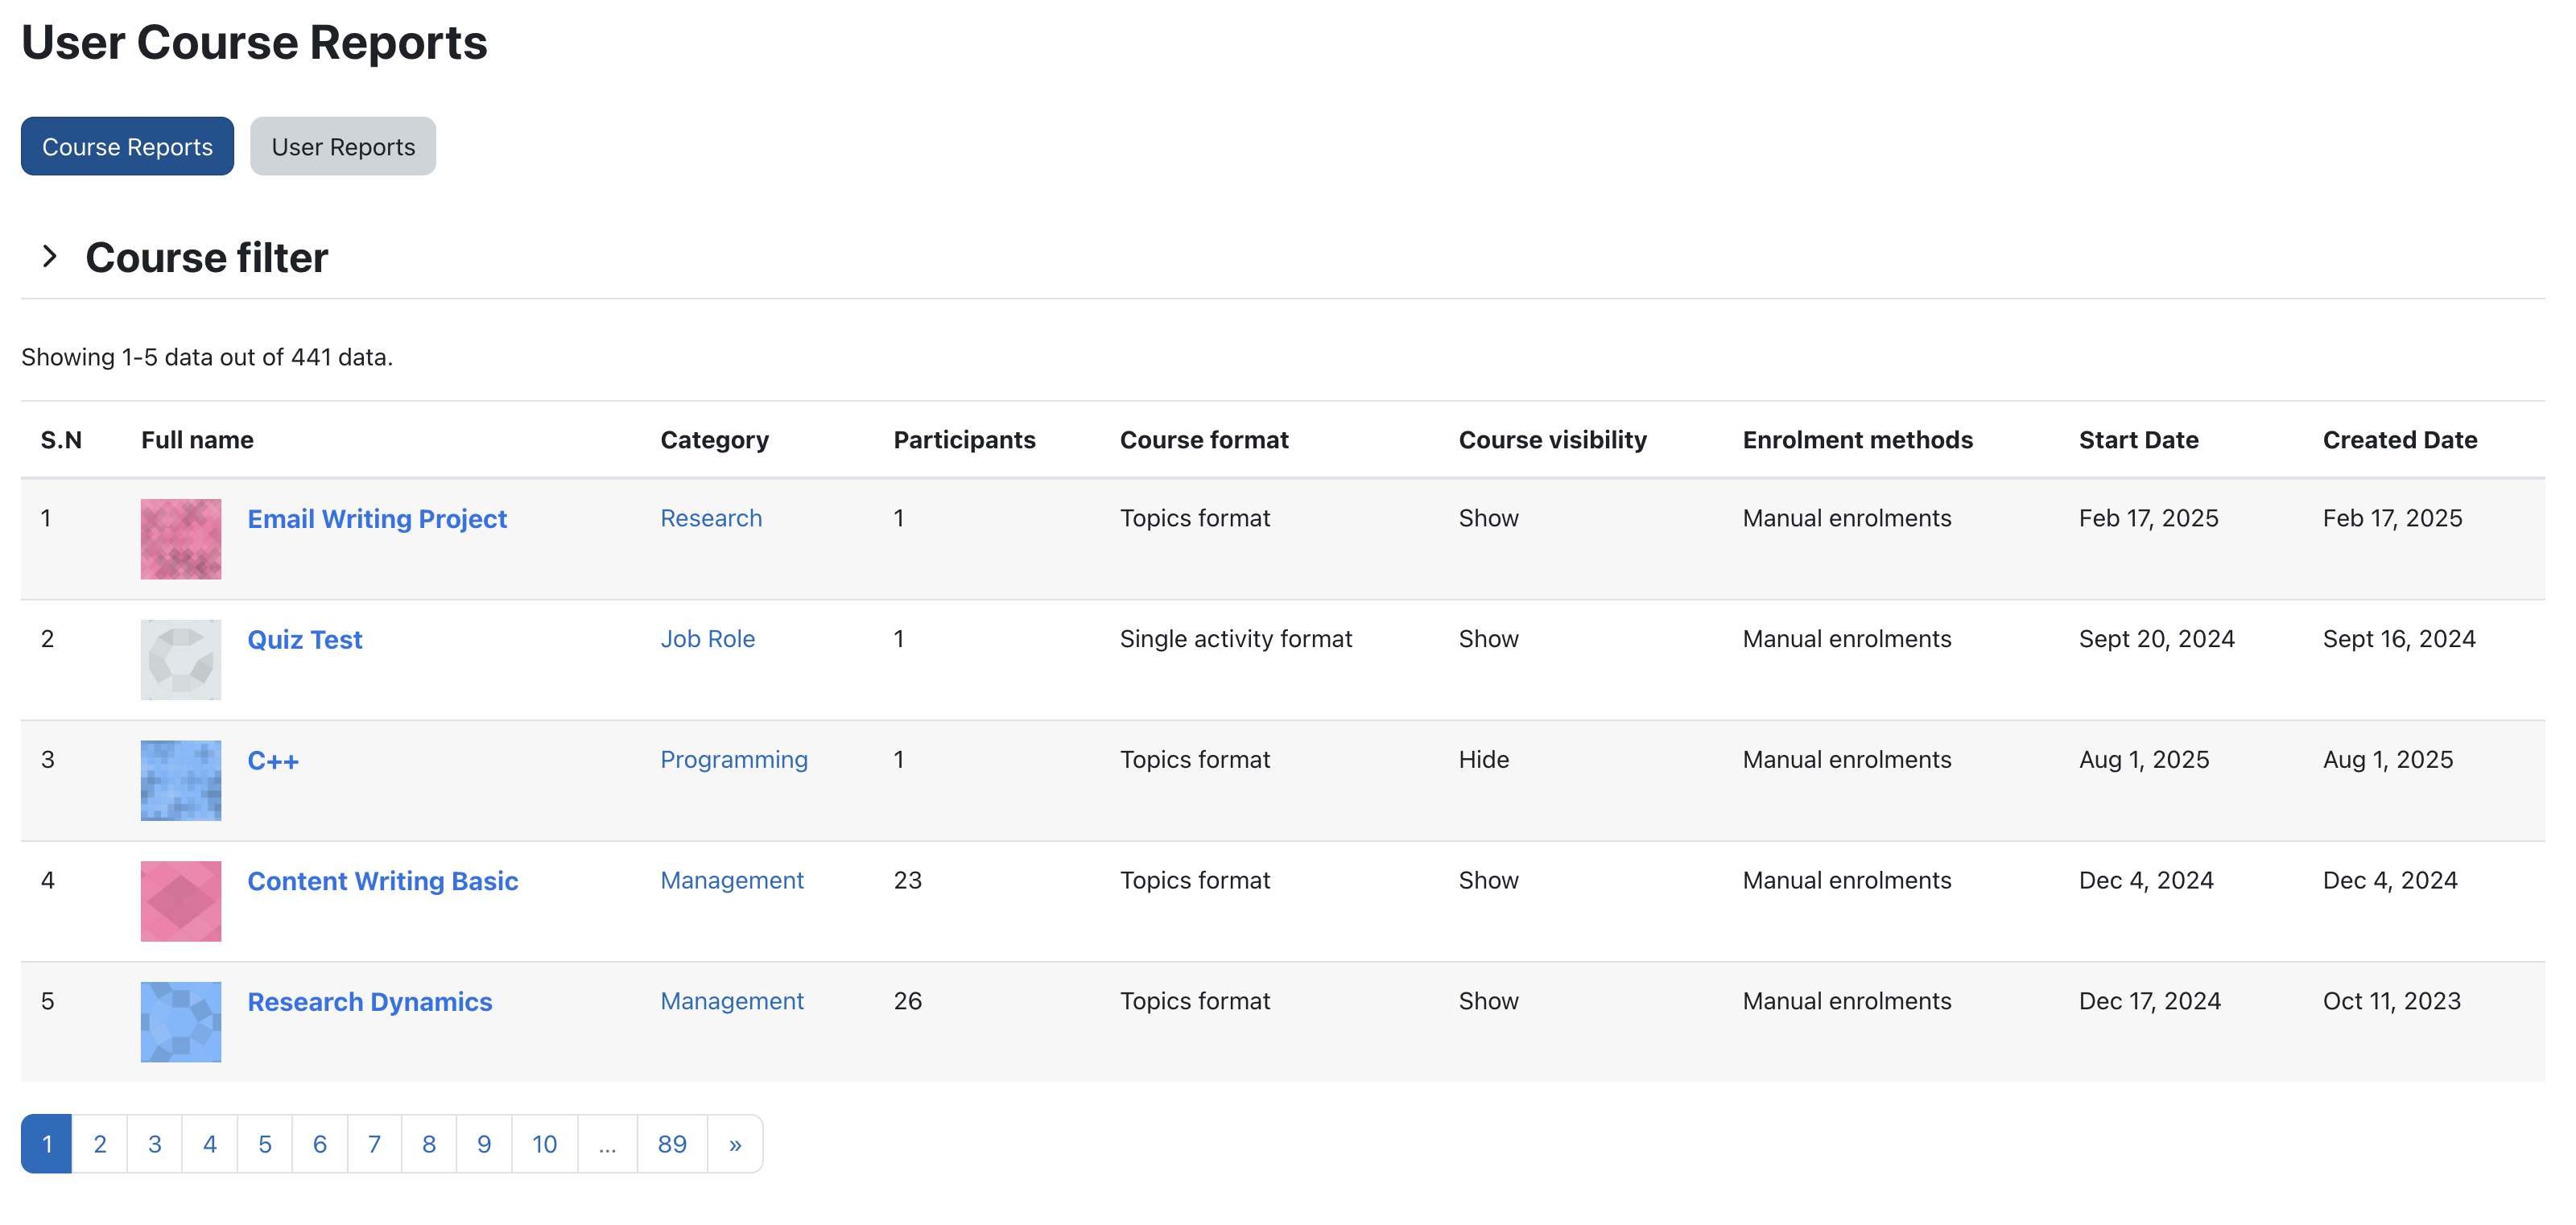 User Course Reports
Course Reports User Reports
Course filter
Showing 1-5 data out of 441 data.
S.N Full name Category Participants Course format Course visibility Enrolment methods Start Date Created Date
1 Email Writing Project Research 1 Topics format Show Manual enrolments Feb 17, 2025 Feb 17, 2025
2 Quiz Test Job Role 1 Single activity format Show Manual enrolments Sept 20, 2024 Sept 16, 2024
3 C++ Programming 1 Topics format Hide Manual enrolments Aug 1, 2025 Aug 1, 2025
4 Content Writing Basic Management 23 Topics format Show Manual enrolments Dec 4, 2024 Dec 4, 2024
5 Research Dynamics Management 26 Topics format Show Manual enrolments Dec 17, 2024 Oct 11, 2023
1 2 3 4 5 6 7 8 9 10 ... 89 »